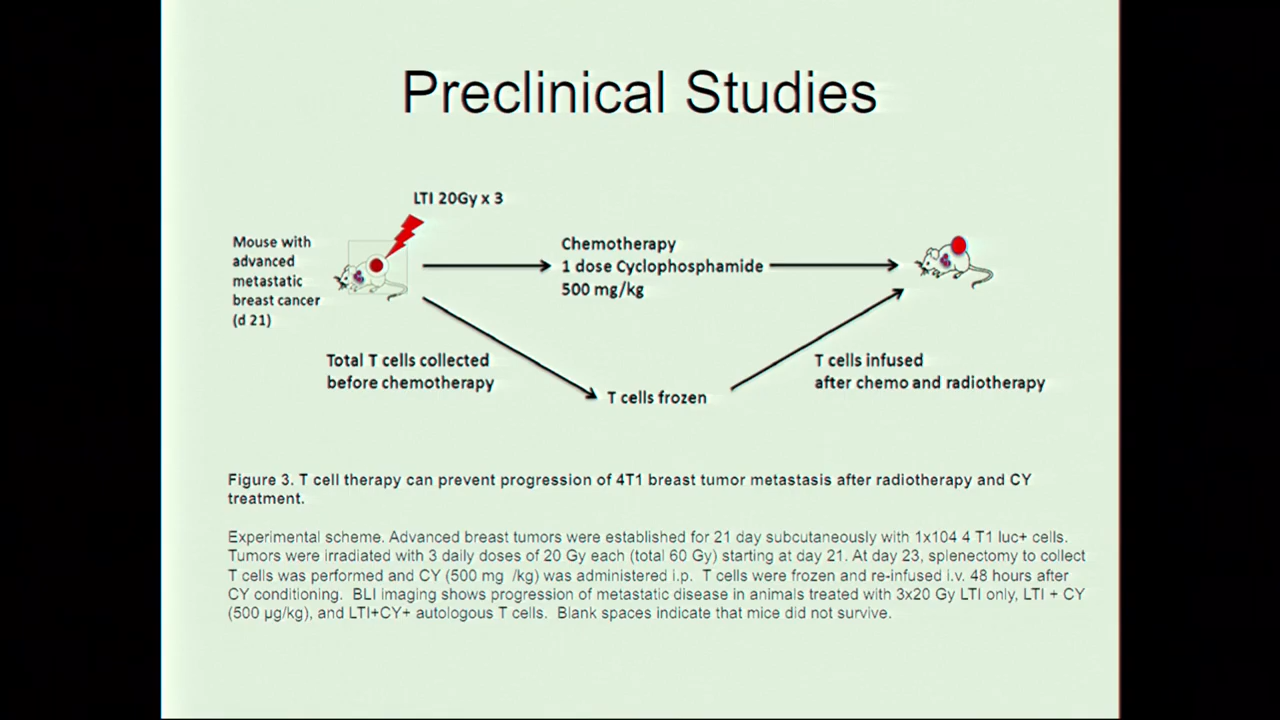 Preclinical Studies
LTI 20Gy x 3
Mouse with
advanced
metastatic
breast cancer
(d 21)
Chemotherapy
1 dose Cyclophosphamide
500 mg/kg
Total T cells collected
before chemotherapy
T cells frozen
T cells infused
after chemo and radiotherapy
Figure 3. T cell therapy can prevent progression of 4T1 breast tumor metastasis after radiotherapy and CY
treatment.
Experimental scheme. Advanced breast tumors were established for 21 day subcutaneously with 1x104 4 T1 luc+ cells.
Tumors were irradiated with 3 daily doses of 20 Gy each (total 60 Gy) starting at day 21. At day 23, splenectomy to collect
T cells was performed and CY (500 mg /kg) was administered i.p. T cells were frozen and re-infused i.v. 48 hours after
CY conditioning. BLI imaging shows progression of metastatic disease in animals treated with 3x20 Gy LTI only, LTI + CY
(500 µg/kg), and LTI+CY+ autologous T cells. Blank spaces indicate that mice did not survive.